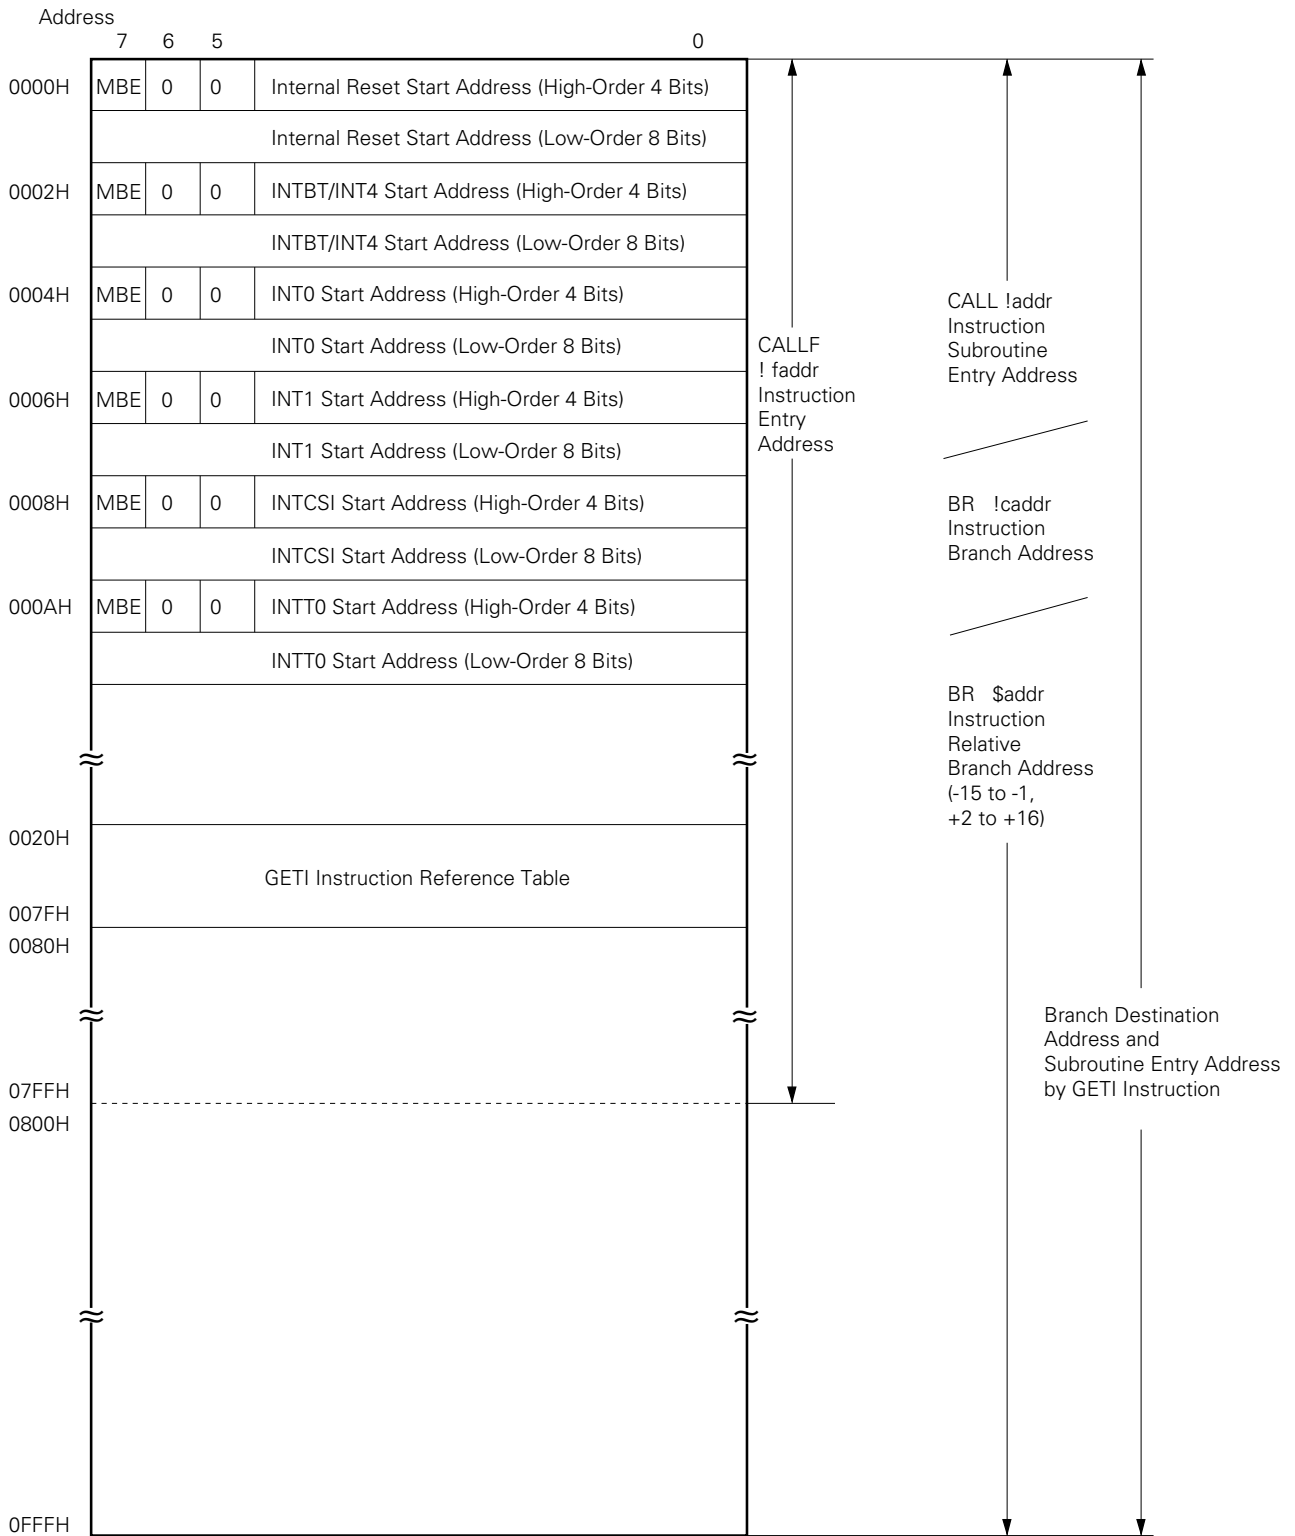 Address
7 6 5 0
0000H MBE 0 0 Internal Reset Start Address (High-Order 4 Bits)
Internal Reset Start Address (Low-Order 8 Bits)
0002H MBE 0 0 INTBT/INT4 Start Address (High-Order 4 Bits)
INTBT/INT4 Start Address (Low-Order 8 Bits)
0004H MBE 0 0 INT0 Start Address (High-Order 4 Bits)
INT0 Start Address (Low-Order 8 Bits)
0006H MBE 0 0 INT1 Start Address (High-Order 4 Bits)
INT1 Start Address (Low-Order 8 Bits)
0008H MBE 0 0 INTCSI Start Address (High-Order 4 Bits)
INTCSI Start Address (Low-Order 8 Bits)
000AH MBE 0 0 INTT0 Start Address (High-Order 4 Bits)
INTT0 Start Address (Low-Order 8 Bits)
0020H
GETI Instruction Reference Table
007FH
0080H
07FFH
0800H
0FFFH
CALLF
! faddr
Instruction
Entry
Address
CALL !addr
Instruction
Subroutine
Entry Address
BR !caddr
Instruction
Branch Address
BR $addr
Instruction
Relative
Branch Address
(-15 to -1,
+2 to +16)
Branch Destination
Address and
Subroutine Entry Address
by GETI Instruction